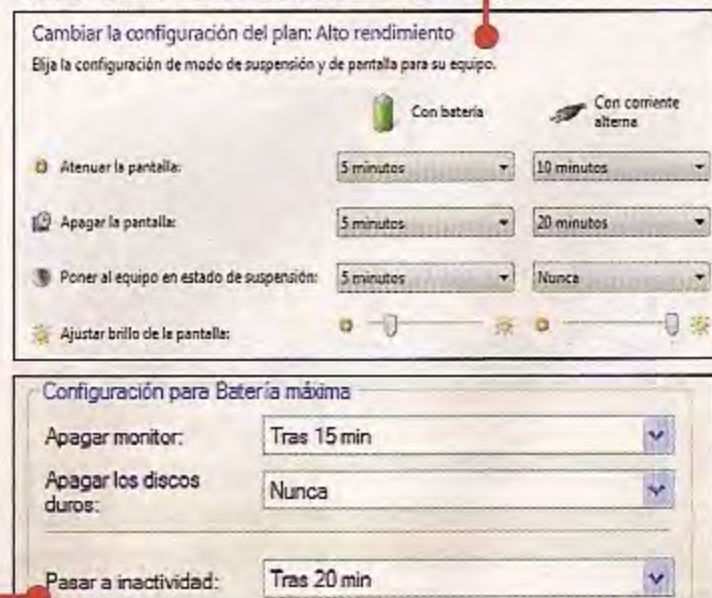 Cambiar la configuración del plan: Alto rendimiento
Elija la configuración de modo de suspensión y de pantalla para su equipo.
Con batería
Con corriente alterna
Atenuar la pantalla: 5 minutos 10 minutos
Apagar la pantalla: 5 minutos 20 minutos
Poner al equipo en estado de suspensión: 5 minutos Nunca
Ajustar brillo de la pantalla:
Configuración para Batería máxima
Apagar monitor: Tras 15 min
Apagar los discos duros: Nunca
Pasar a inactividad: Tras 20 min